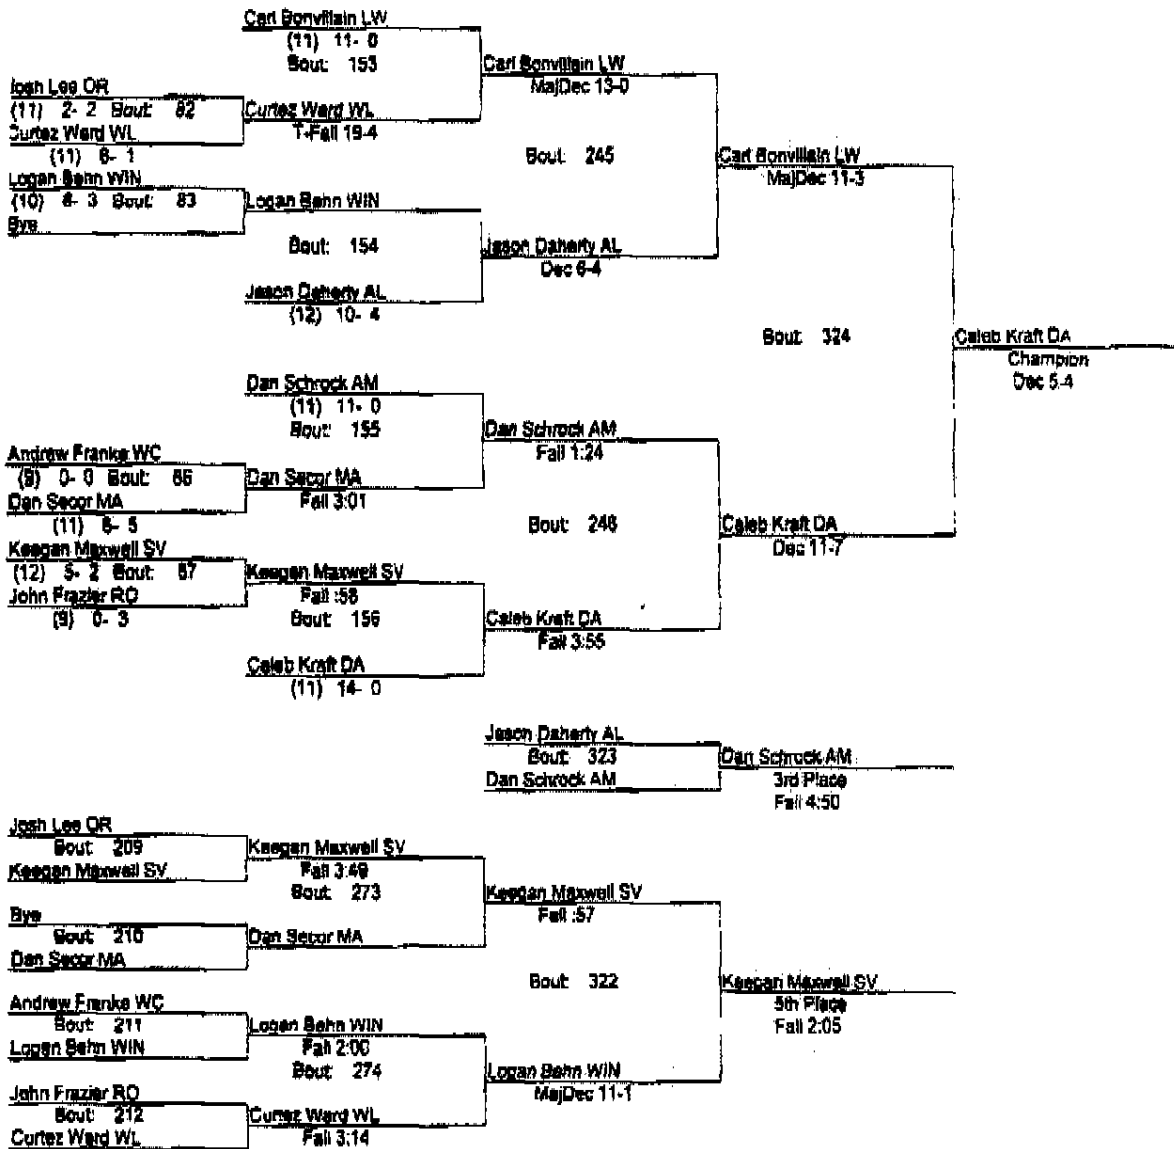 Carl Bonvillain LW
(11) 11- 0
Bout: 153
Carl Bonvillain LW
MajDec 13-0
Josh Lee OR
(11) 2- 2 Bout: 82
Curtez Ward WL
T-Fall 19-4
Curtez Ward WL
(11) 6- 1
Bout: 245
Carl Bonvillain LW
MajDec 11-3
Logan Behn WIN
(10) 6- 3 Bout: 83
Logan Behn WIN
Bye
Bout: 154
Jason Daherty AL
Dec 6-4
Jason Daherty AL
(12) 10- 4
Bout: 324
Caleb Kraft DA
Champion
Dec 5-4
Dan Schrock AM
(11) 11- 0
Bout: 155
Dan Schrock AM
Fall 1:24
Andrew Franke WC
(9) 0- 0 Bout: 86
Dan Secor MA
Fall 3:01
Dan Secor MA
(11) 6- 5
Bout: 246
Caleb Kraft DA
Dec 11-7
Keegan Maxwell SV
(12) 5- 2 Bout: 87
Keegan Maxwell SV
Fall :58
John Frazier RO
(9) 0- 3
Bout: 156
Caleb Kraft DA
Fall 3:55
Caleb Kraft DA
(11) 14- 0
Jason Daherty AL
Bout: 323
Dan Schrock AM
Dan Schrock AM
3rd Place
Fall 4:50
Josh Lee OR
Bout: 209
Keegan Maxwell SV
Keegan Maxwell SV
Fall 3:49
Bout: 273
Keegan Maxwell SV
Fall :57
Bye
Bout: 210
Dan Secor MA
Dan Secor MA
Bout: 322
Keegan Maxwell SV
5th Place
Fall 2:05
Andrew Franke WC
Bout: 211
Logan Behn WIN
Logan Behn WIN
Fall 2:00
Bout: 274
Logan Behn WIN
MajDec 11-1
John Frazier RO
Bout: 212
Curtez Ward WL
Curtez Ward WL
Fall 3:14